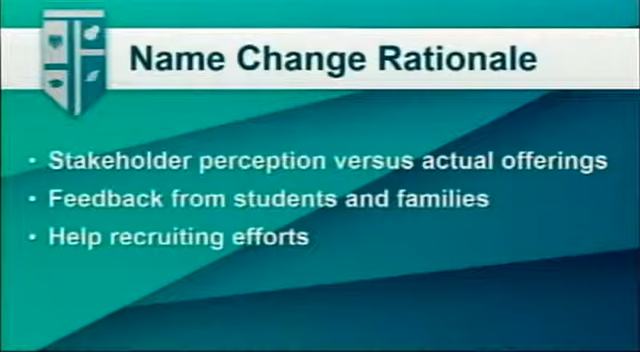 Name Change Rationale
• Stakeholder perception versus actual offerings
• Feedback from students and families
• Help recruiting efforts